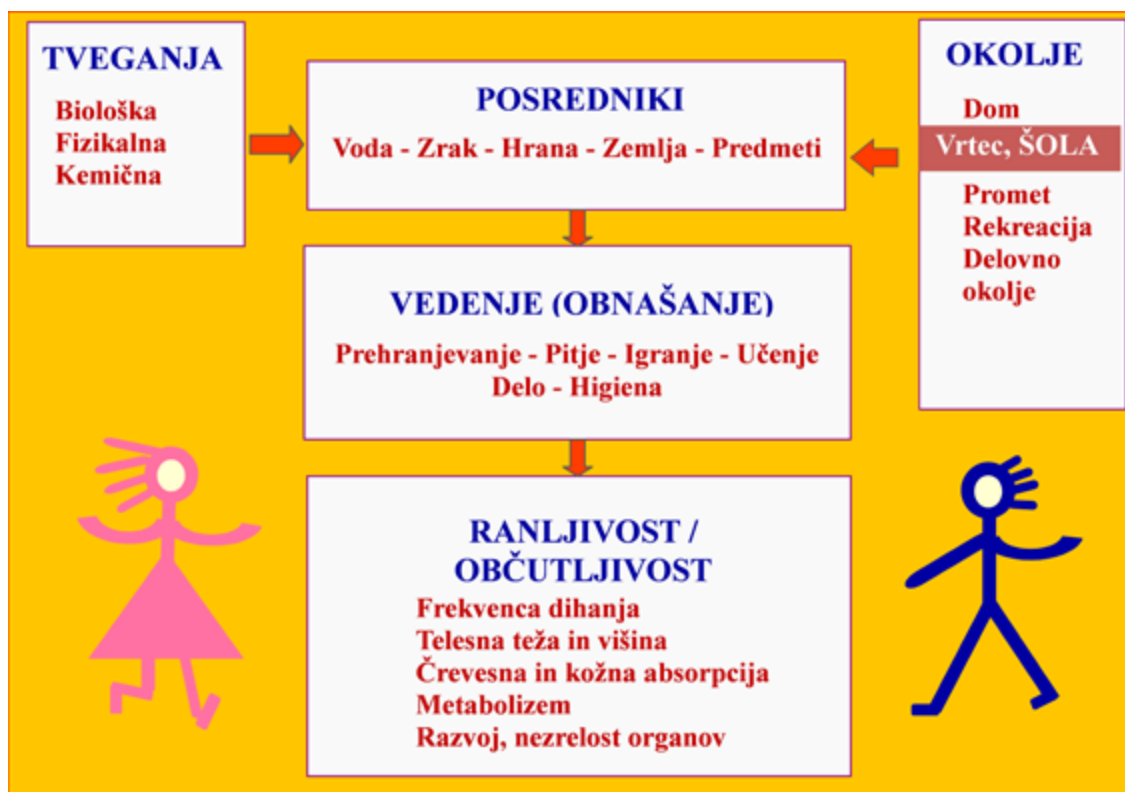 TVEGANJA
Biološka
Fizikalna
Kemična
POSREDNIKI
Voda - Zrak - Hrana - Zemlja - Predmeti
OKOLJE
Dom
Vrtec, ŠOLA
Promet
Rekreacija
Delovno
okolje
VEDENJE (OBNAŠANJE)
Prehranjevanje - Pitje - Igranje - Učenje
Delo - Higiena
RANLJIVOST /
OBČUTLJIVOST
Frekvenca dihanja
Telesna teža in višina
Črevesna in kožna absorpcija
Metabolizem
Razvoj, nezrelost organov